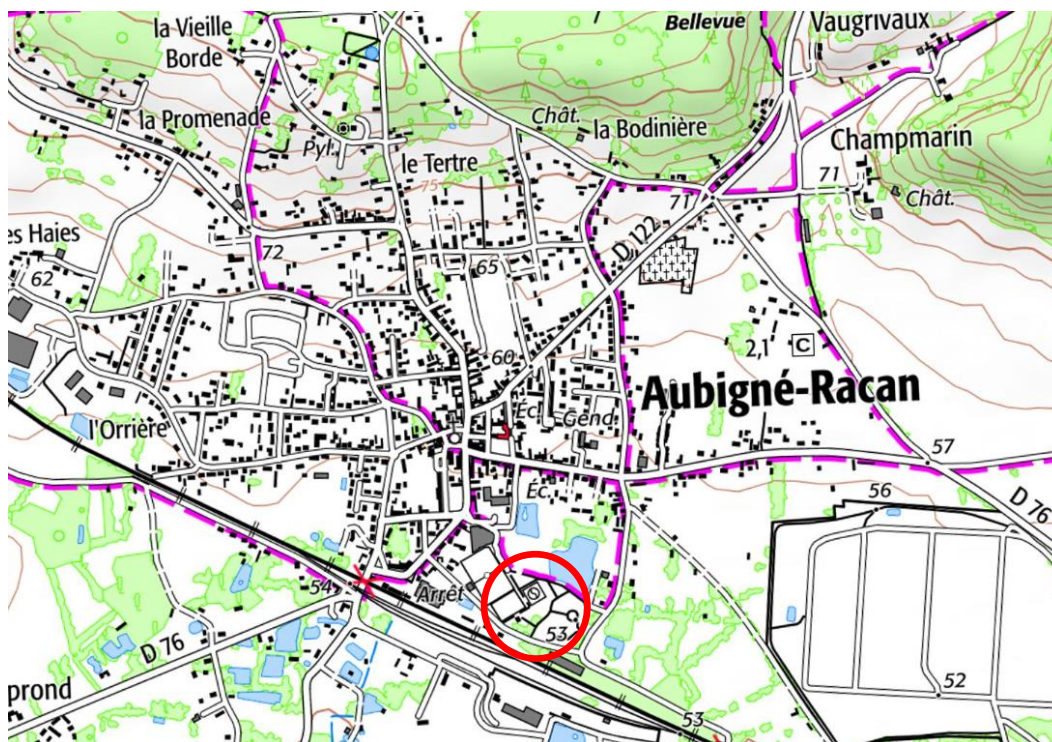 la Vieille
Borde
Bellevue
Vaugrivaux
la Promenade
Pyl.
le Tertre
75
Chât.
la Bodinière
Champmarin
71
71
Chât.
es Haies
62
72
65
D 122
60
2,1
C
Aubigné-Racan
l'Orrière
Éc.
Gend.
57
Éc.
56
D 76
54
Arrêt
53
D 76
prond
52
53